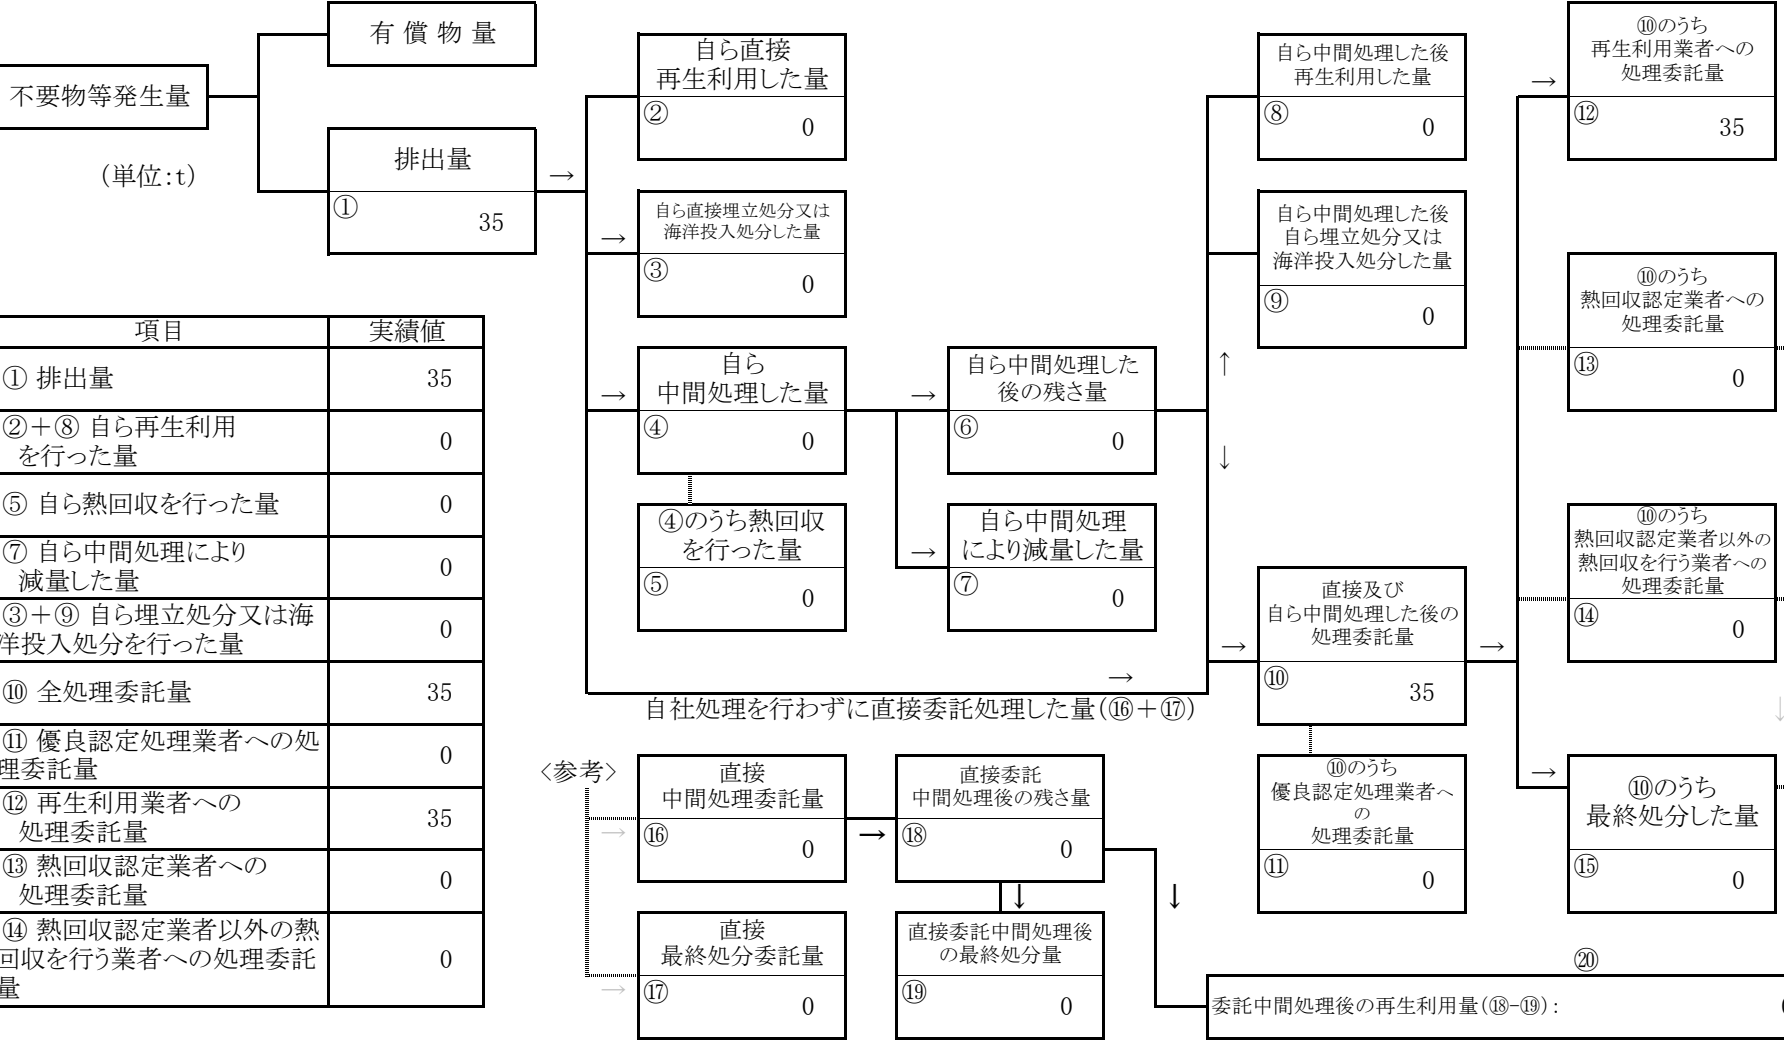 不要物等発生量
(単位:t)
有 償 物 量
排出量
①
35
→
自ら直接
再生利用した量
②
0
→
自ら直接埋立処分又は
海洋投入処分した量
③
0
→
自ら
中間処理した量
④
0
④のうち熱回収
を行った量
⑤
0
→
自ら中間処理した
後の残さ量
⑥
0
→
自ら中間処理
により減量した量
⑦
0
自ら中間処理した後
再生利用した量
⑧
0
自ら中間処理した後
自ら埋立処分又は
海洋投入処分した量
⑨
0
↑
↓
→
自社処理を行わずに直接委託処理した量(⑯+⑰)
→
直接及び
自ら中間処理した後の
処理委託量
⑩
35
→
⑩のうち
優良認定処理業者へ
の
処理委託量
⑪
0
→
⑩のうち
再生利用業者への
処理委託量
⑫
35
⑩のうち
熱回収認定業者への
処理委託量
⑬
0
⑩のうち
熱回収認定業者以外の
熱回収を行う業者への
処理委託量
⑭
0
↓
→
⑩のうち
最終処分した量
⑮
0
項目 実績値
① 排出量 35
②+⑧ 自ら再生利用
を行った量 0
⑤ 自ら熱回収を行った量 0
⑦ 自ら中間処理により
減量した量 0
③+⑨ 自ら埋立処分又は海
洋投入処分を行った量 0
⑩ 全処理委託量 35
⑪ 優良認定処理業者への処
理委託量 0
⑫ 再生利用業者への
処理委託量 35
⑬ 熱回収認定業者への
処理委託量 0
⑭ 熱回収認定業者以外の熱
回収を行う業者への処理委託
量 0
<参考>
→
直接
中間処理委託量
⑯
0
→
直接委託
中間処理後の残さ量
⑱
0
↓
↓
→
直接
最終処分委託量
⑰
0
直接委託中間処理後
の最終処分量
⑲
0
⑳
委託中間処理後の再生利用量(⑱-⑲):